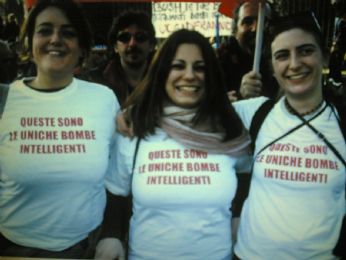 QUESTE SONO
LE UNICHE BOMBE
INTELLIGENTI
QUESTE SONO
LE UNICHE BOMBE
INTELLIGENTI
QUESTE SONO
LE UNICHE BOMBE
INTELLIGENTI